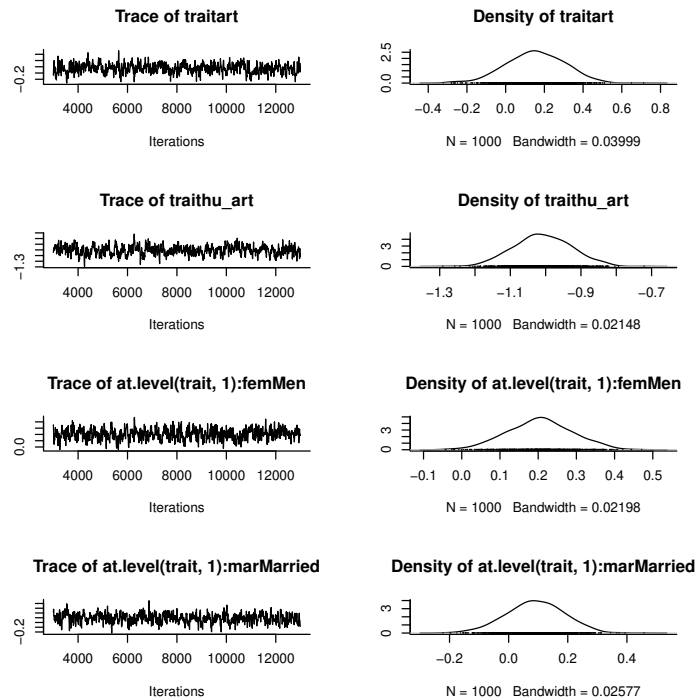 Trace of traitart
Density of traitart
−0.2
4000 6000 8000 10000 12000
Iterations
0.0 2.5
−0.4 −0.2 0.0 0.2 0.4 0.6 0.8
N = 1000 Bandwidth = 0.03999
Trace of traithu_art
Density of traithu_art
−1.3
4000 6000 8000 10000 12000
Iterations
0 3
−1.3 −1.1 −0.9 −0.7
N = 1000 Bandwidth = 0.02148
Trace of at.level(trait, 1):femMen
Density of at.level(trait, 1):femMen
0.0
4000 6000 8000 10000 12000
Iterations
0 3
−0.1 0.0 0.1 0.2 0.3 0.4 0.5
N = 1000 Bandwidth = 0.02198
Trace of at.level(trait, 1):marMarried
Density of at.level(trait, 1):marMarried
−0.2
4000 6000 8000 10000 12000
Iterations
0 3
−0.2 0.0 0.2 0.4
N = 1000 Bandwidth = 0.02577